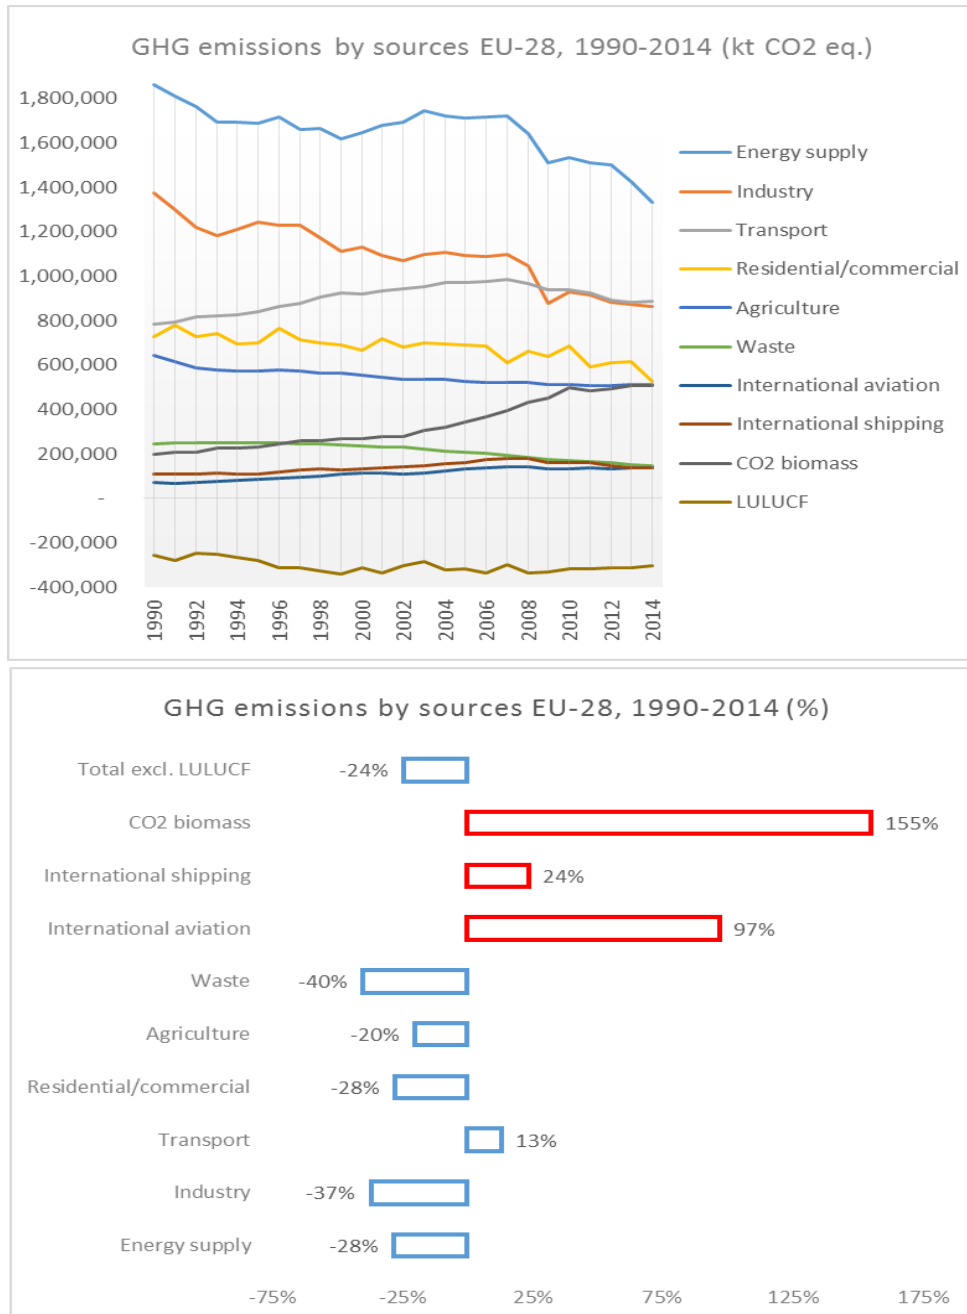 GHG emissions by sources EU-28, 1990-2014 (kt CO2 eq.)
1,800,000
1,600,000
1,400,000
1,200,000
1,000,000
800,000
600,000
400,000
200,000
-
-200,000
-400,000
1990
1992
1994
1996
1998
2000
2002
2004
2006
2008
2010
2012
2014
Energy supply
Industry
Transport
Residential/commercial
Agriculture
Waste
International aviation
International shipping
CO2 biomass
LULUCF
GHG emissions by sources EU-28, 1990-2014 (%)
Total excl. LULUCF -24%
CO2 biomass 155%
International shipping 24%
International aviation 97%
Waste -40%
Agriculture -20%
Residential/commercial -28%
Transport 13%
Industry -37%
Energy supply -28%
-75% -25% 25% 75% 125% 175%